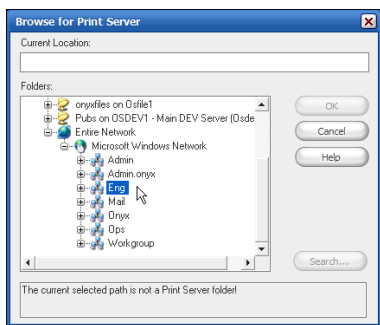 Browse for Print Server
Current Location:
Folders:
onyxfiles on Osfile1
Pubs on OSDEV1 - Main DEV Server (Osde
Entire Network
Microsoft Windows Network
Admin
Admin.onyx
Eng
Mail
Onyx
Ops
Workgroup
OK
Cancel
Help
Search...
The current selected path is not a Print Server folder!